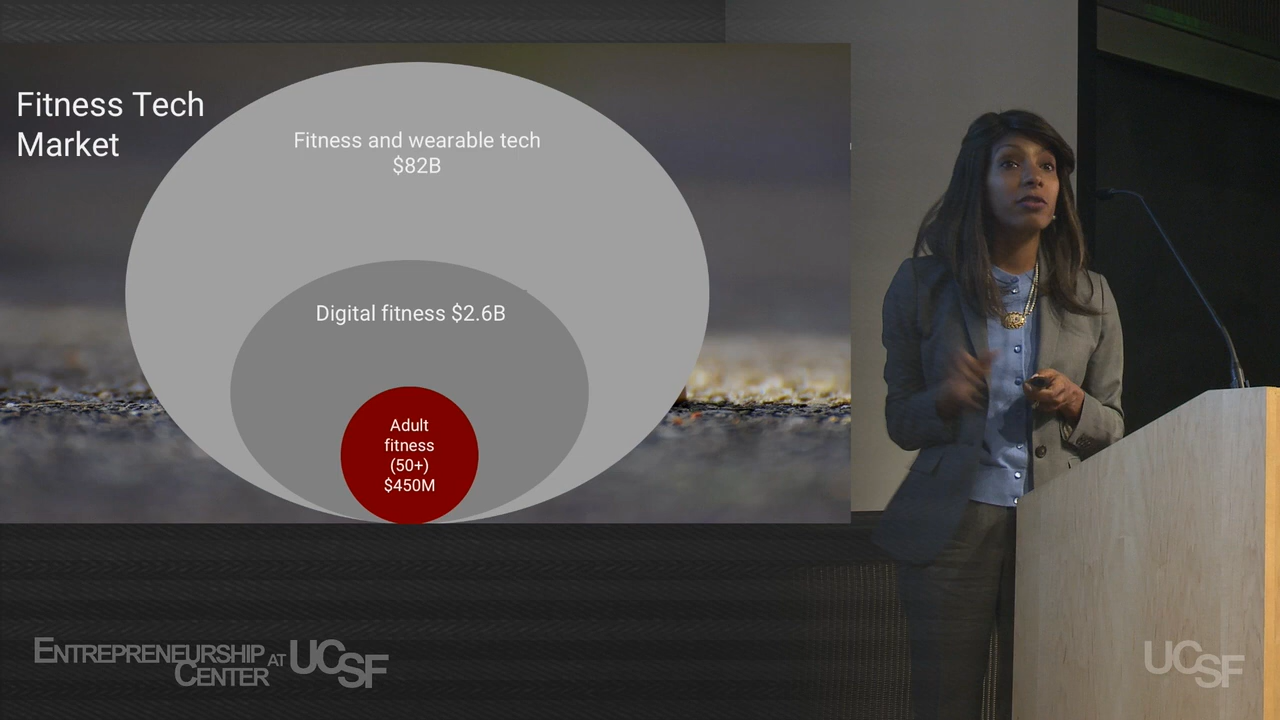 Fitness Tech
Market
Fitness and wearable tech
$82B
Digital fitness $2.6B
Adult
fitness
(50+)
$450M
ENTREPRENEURSHIP AT UCSF
CENTER
UCSF